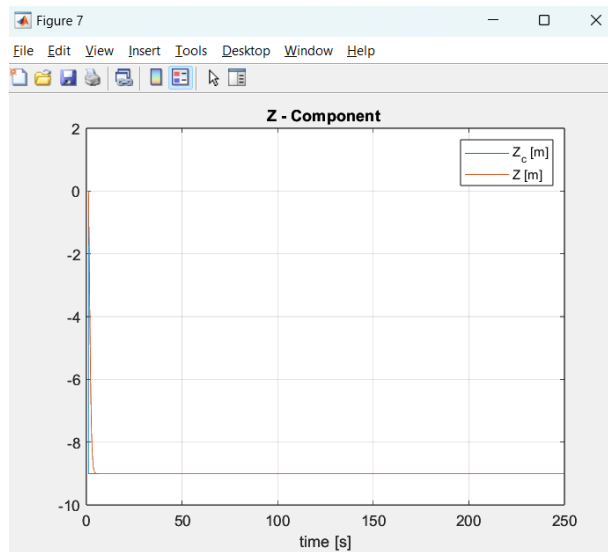 Figure 7
File Edit View Insert Tools Desktop Window Help
Z - Component
Z_c [m]
Z [m]
2
0
-2
-4
-6
-8
-10
0 50 100 150 200 250
time [s]